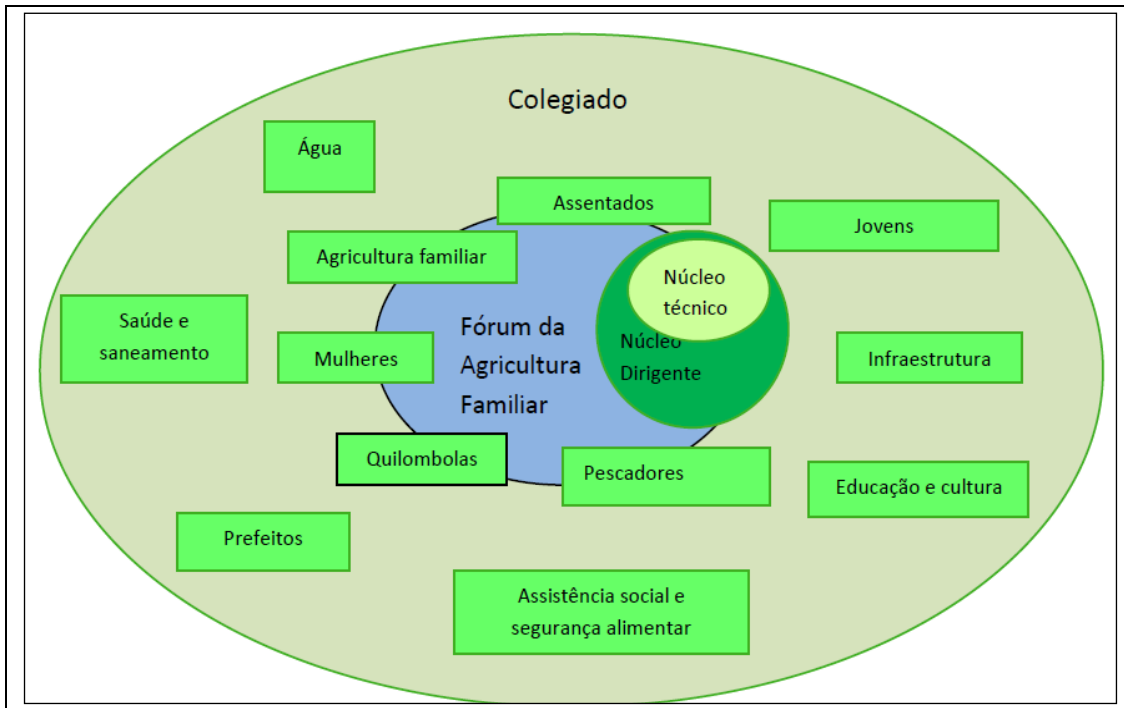 Colegiado
Água
Assentados
Jovens
Agricultura familiar
Núcleo
técnico
Saúde e
saneamento
Mulheres
Fórum da
Agricultura
Familiar
Núcleo
Dirigente
Infraestrutura
Quilombolas
Pescadores
Educação e cultura
Prefeitos
Assistência social e
segurança alimentar